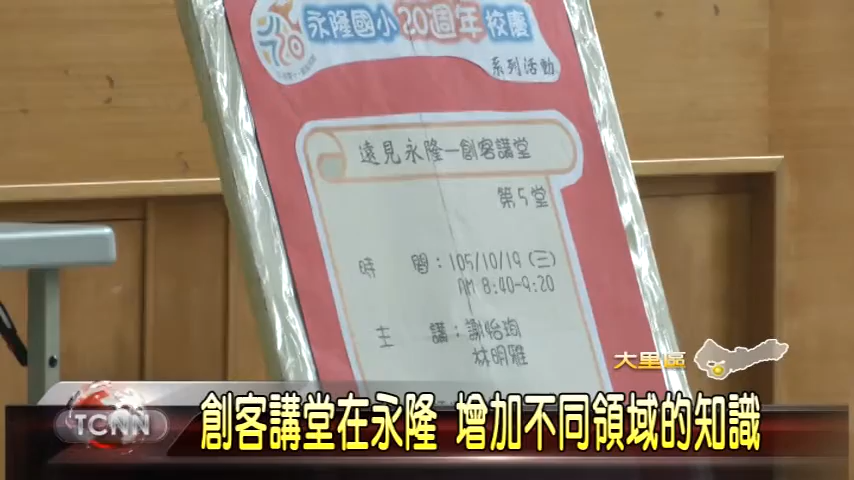 永隆國小20週年校慶
系列活動
遠見永隆—創客講堂
第5堂
時 間：105/10/19（三）
AM 8:40-9:20
主 講：謝怡珣
林明雅
大里區
TCNN
創客講堂在永隆 增加不同領域的知識